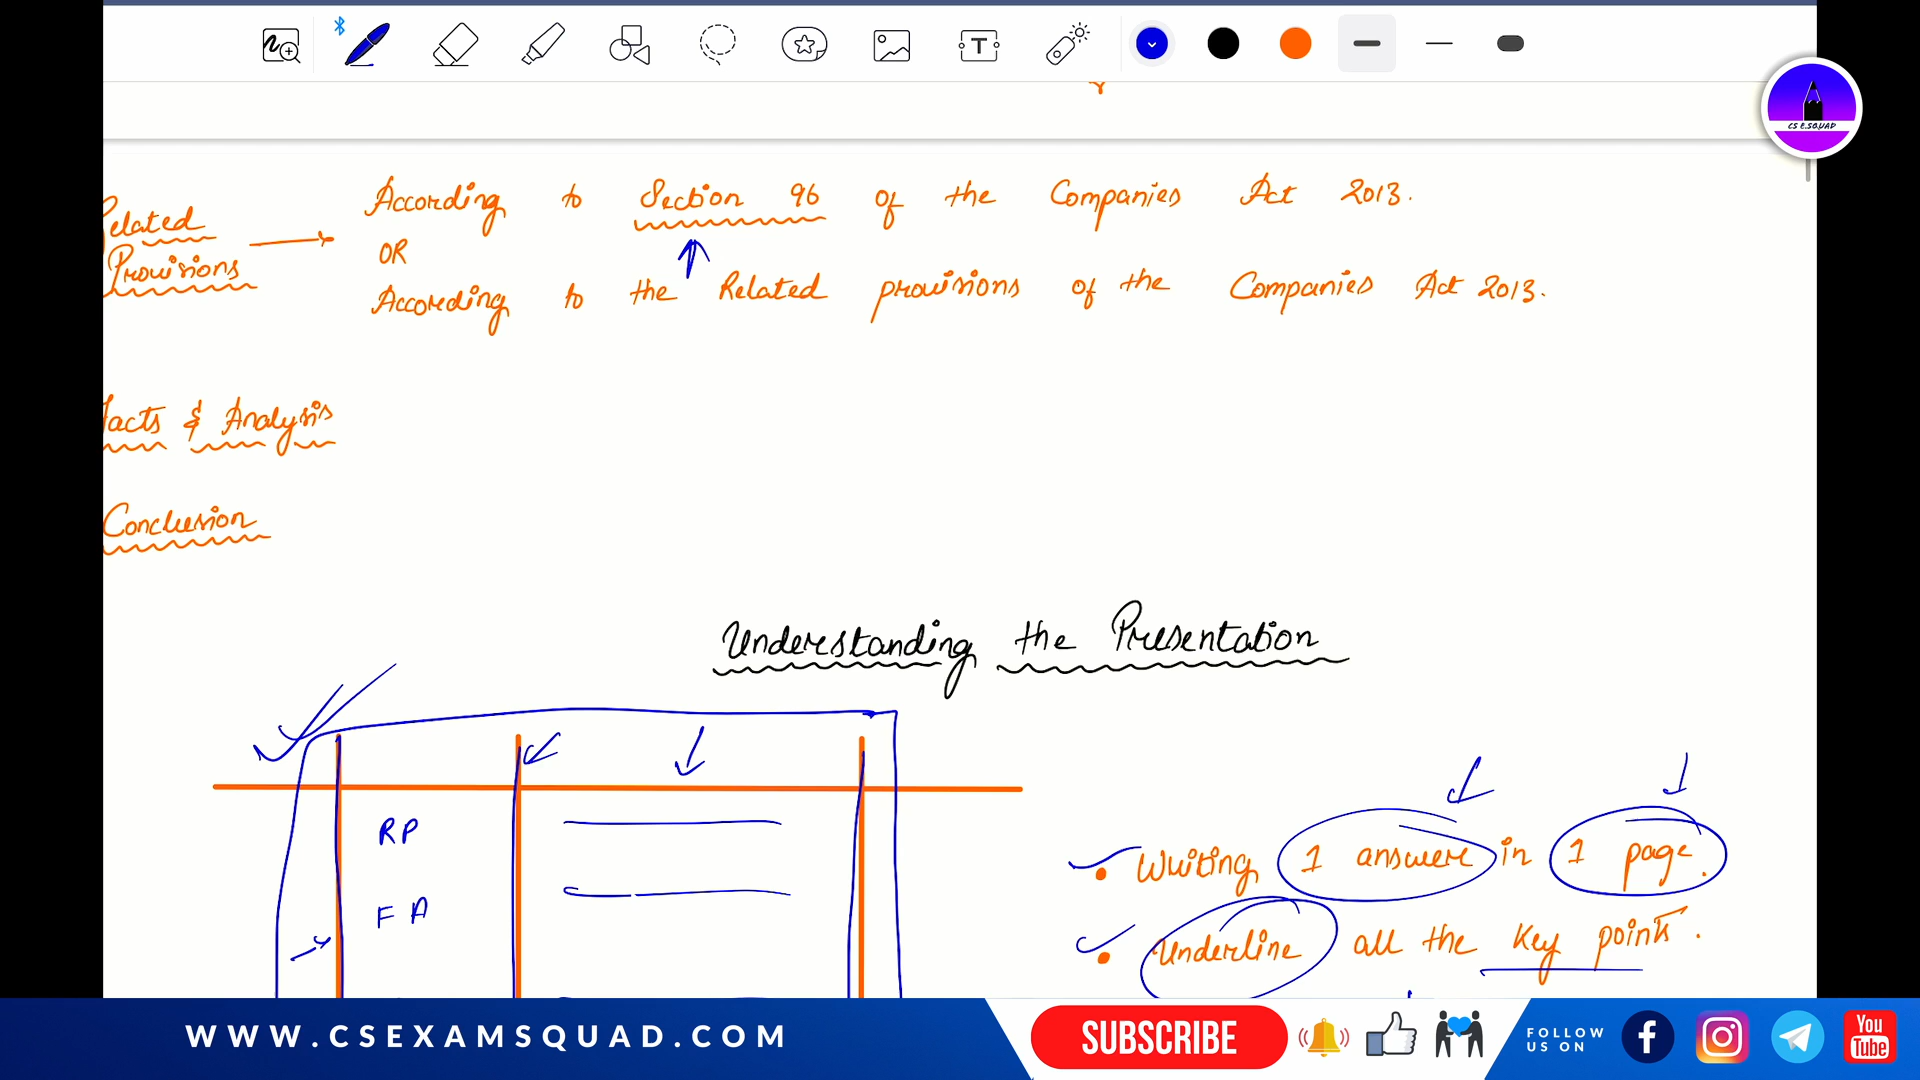 CS E.SQUAD
Related
Provisions
According to Section 96 of the Companies Act 2013.
OR
According to the Related provisions of the Companies Act 2013.
Facts & Analysis
Conclusion
Understanding the Presentation
RP
FA
• Writing 1 answer in 1 page.
• Underline all the key points.
WWW.CSEXAMSQUAD.COM
SUBSCRIBE
FOLLOW
US ON
You
Tube